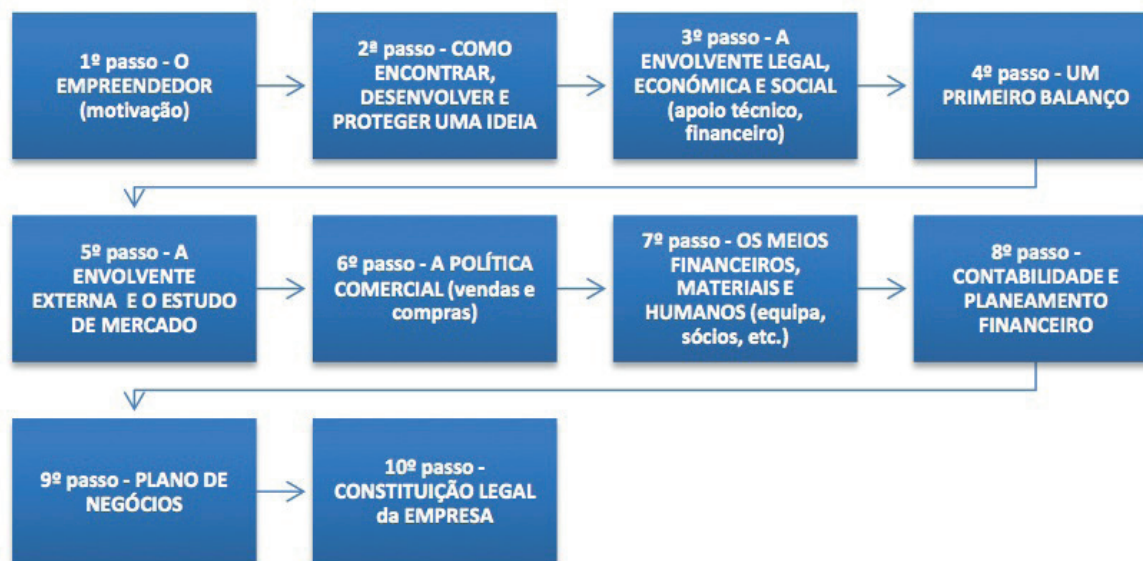 1º passo - O
EMPREENDEDOR
(motivação)
2ª passo - COMO
ENCONTRAR,
DESENVOLVER E
PROTEGER UMA IDEIA
3º passo - A
ENVOLVENTE LEGAL,
ECONÓMICA E SOCIAL
(apoio técnico,
financeiro)
4º passo - UM
PRIMEIRO BALANÇO
5º passo - A
ENVOLVENTE
EXTERNA E O ESTUDO
DE MERCADO
6º passo - A POLÍTICA
COMERCIAL (vendas e
compras)
7º passo - OS MEIOS
FINANCEIROS,
MATERIAIS E
HUMANOS (equipa,
sócios, etc.)
8º passo -
CONTABILIDADE E
PLANEAMENTO
FINANCEIRO
9º passo - PLANO DE
NEGÓCIOS
10º passo -
CONSTITUIÇÃO LEGAL
da EMPRESA